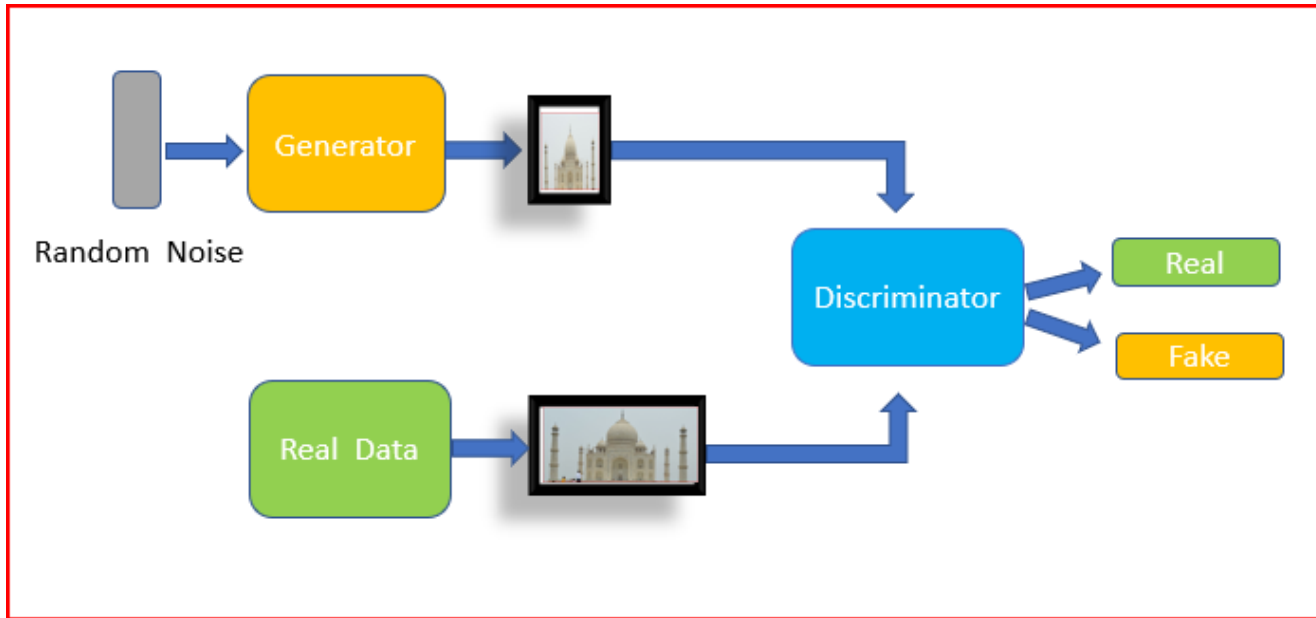 Generator
Random Noise
Discriminator
Real
Fake
Real Data